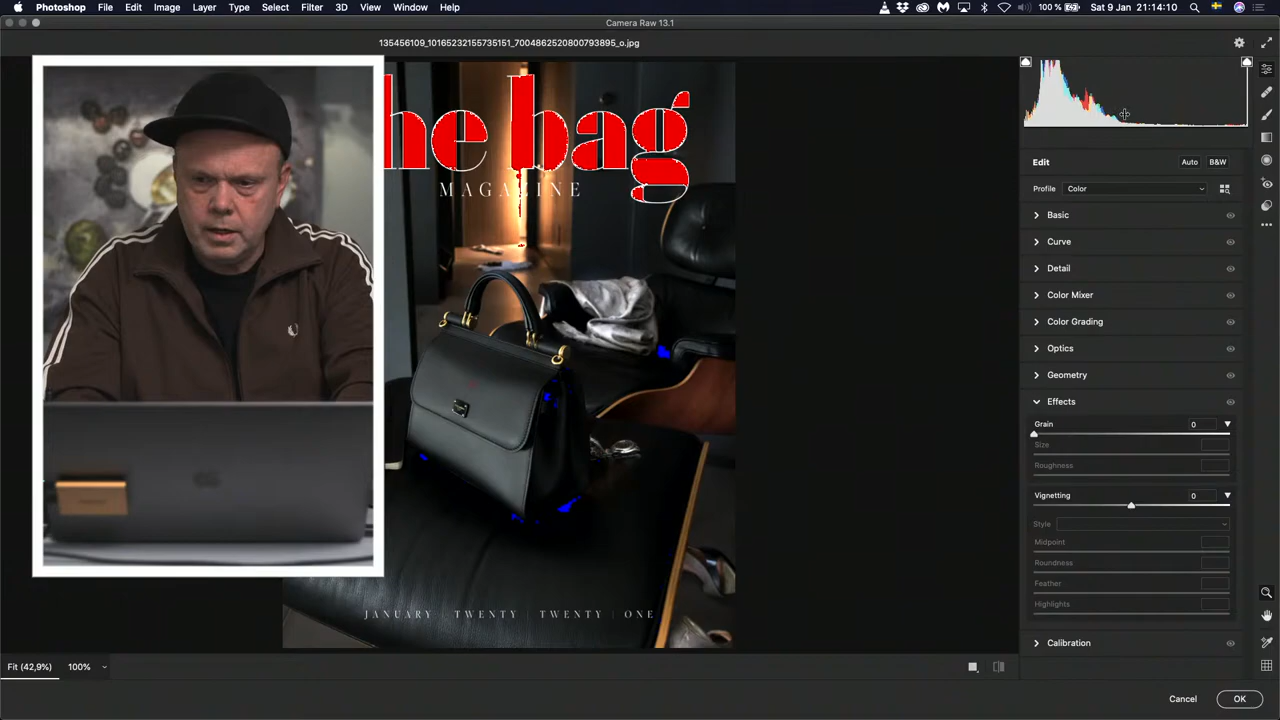 Photoshop File Edit Image Layer Type Select Filter 3D View Window Help 100 % Sat 9 Jan 21:14:10
Camera Raw 13.1
135456109_10165232155735151_7004862520800793895_o.jpg
he bag
MAGAZINE
JANUARY TWENTY TWENTY | ONE
Edit Auto B&W
Profile Color
Basic
Curve
Detail
Color Mixer
Color Grading
Optics
Geometry
Effects
Grain 0
Size
Roughness
Vignetting 0
Style
Midpoint
Roundness
Feather
Highlights
Calibration
Fit (42,9%) 100%
Cancel OK